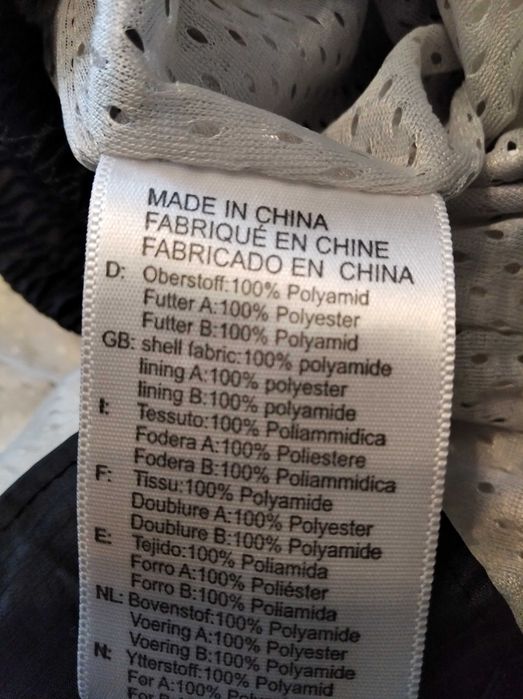 MADE IN CHINA
FABRIQUÉ EN CHINE
FABRICADO EN CHINA
D: Oberstoff:100% Polyamid
Futter A:100% Polyester
Futter B:100% Polyamid
GB: shell fabric:100% polyamide
lining A:100% polyester
lining B:100% polyamide
I: Tessuto:100% Poliammidica
Fodera A:100% Poliestere
Fodera B:100% Poliammidica
F: Tissu:100% Polyamide
Doublure A:100% Polyester
Doublure B:100% Polyamide
E: Tejido:100% Poliamida
Forro A:100% Poliéster
Forro B:100% Poliamida
NL: Bovenstof:100% Polyamide
Voering A:100% Polyester
Voering B:100% Polyamide
N: Ytterstoff:100% Polyamid
For A:100% Polyester